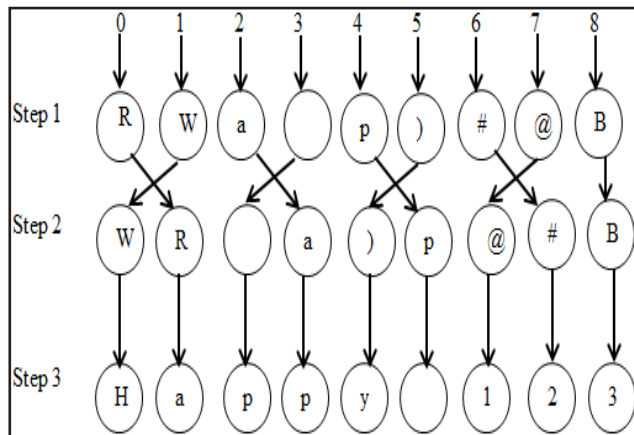 0 1 2 3 4 5 6 7 8
Step 1 R W a p ) # @ B
Step 2 W R a ) p @ # B
Step 3 H a p p y 1 2 3